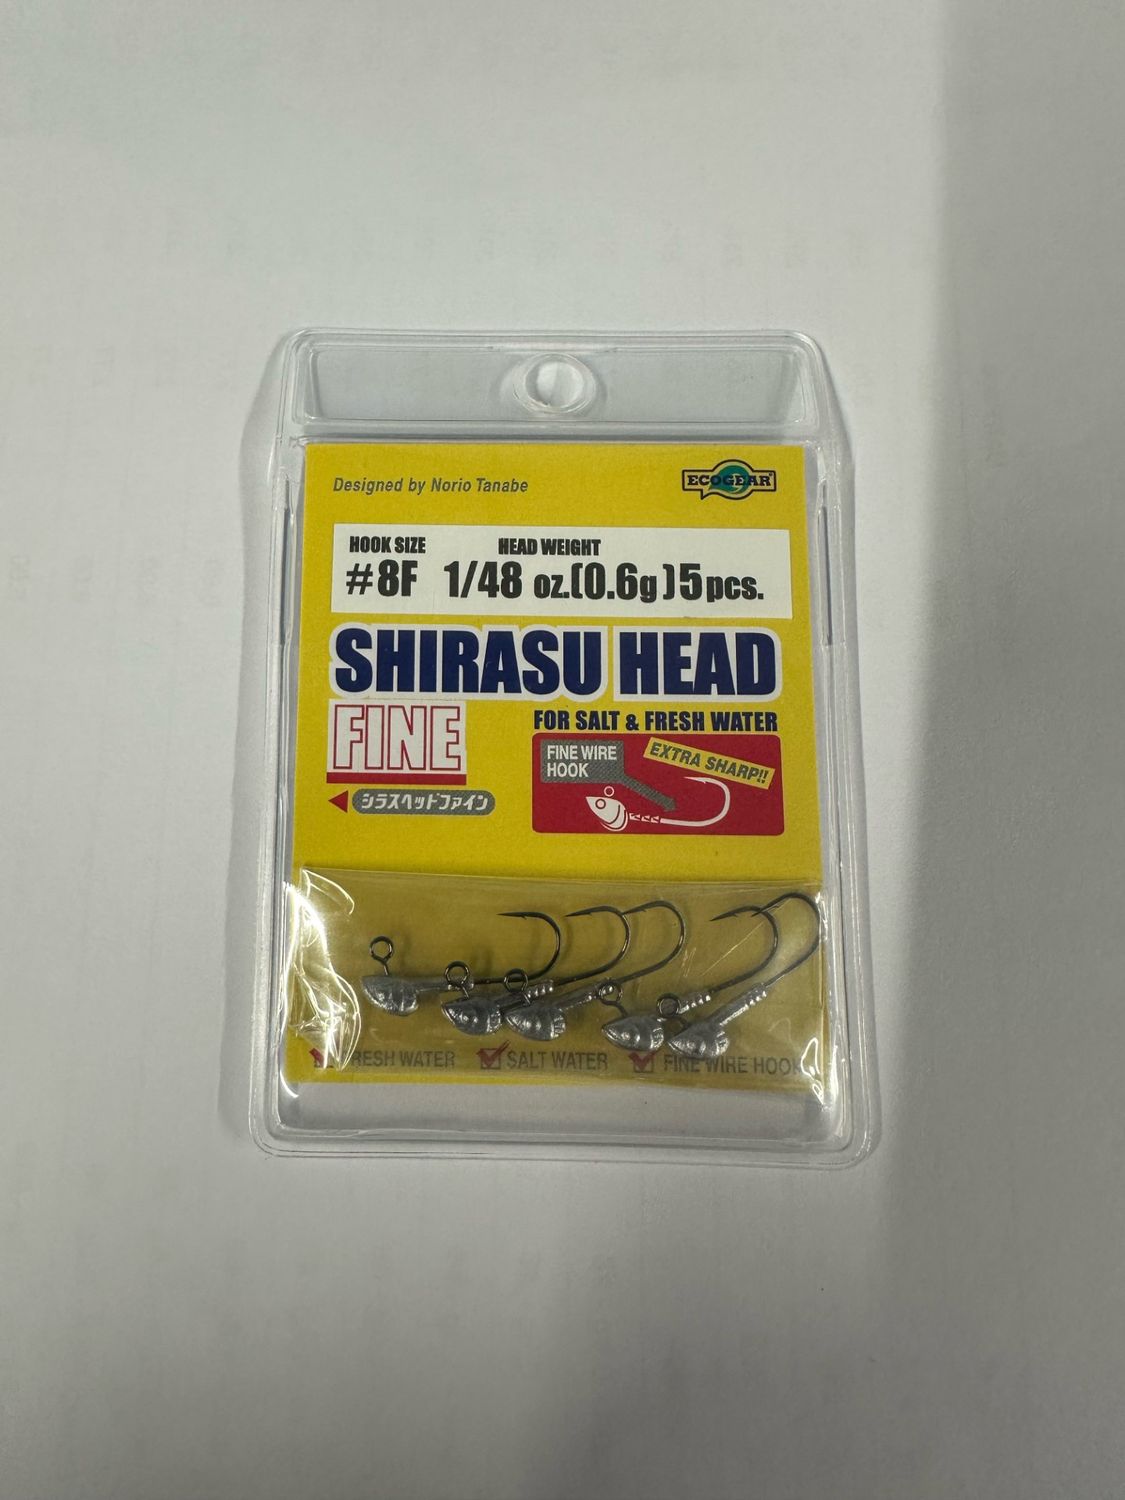 Designed by Norio Tanabe
ECOGEAR
HOOK SIZE HEAD WEIGHT
#8F 1/48 oz.(0.6g)5pcs.
SHIRASU HEAD
FINE
シラスヘッドファイン
FOR SALT & FRESH WATER
FINE WIRE
HOOK
EXTRA SHARP!!
FRESH WATER SALT WATER FINE WIRE HOOK